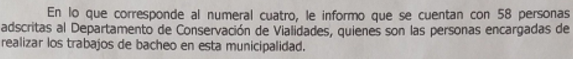 En lo que corresponde al numeral cuatro, le informo que se cuentan con 58 personas
adscritas al Departamento de Conservación de Vialidades, quienes son las personas encargadas de
realizar los trabajos de bacheo en esta municipalidad.